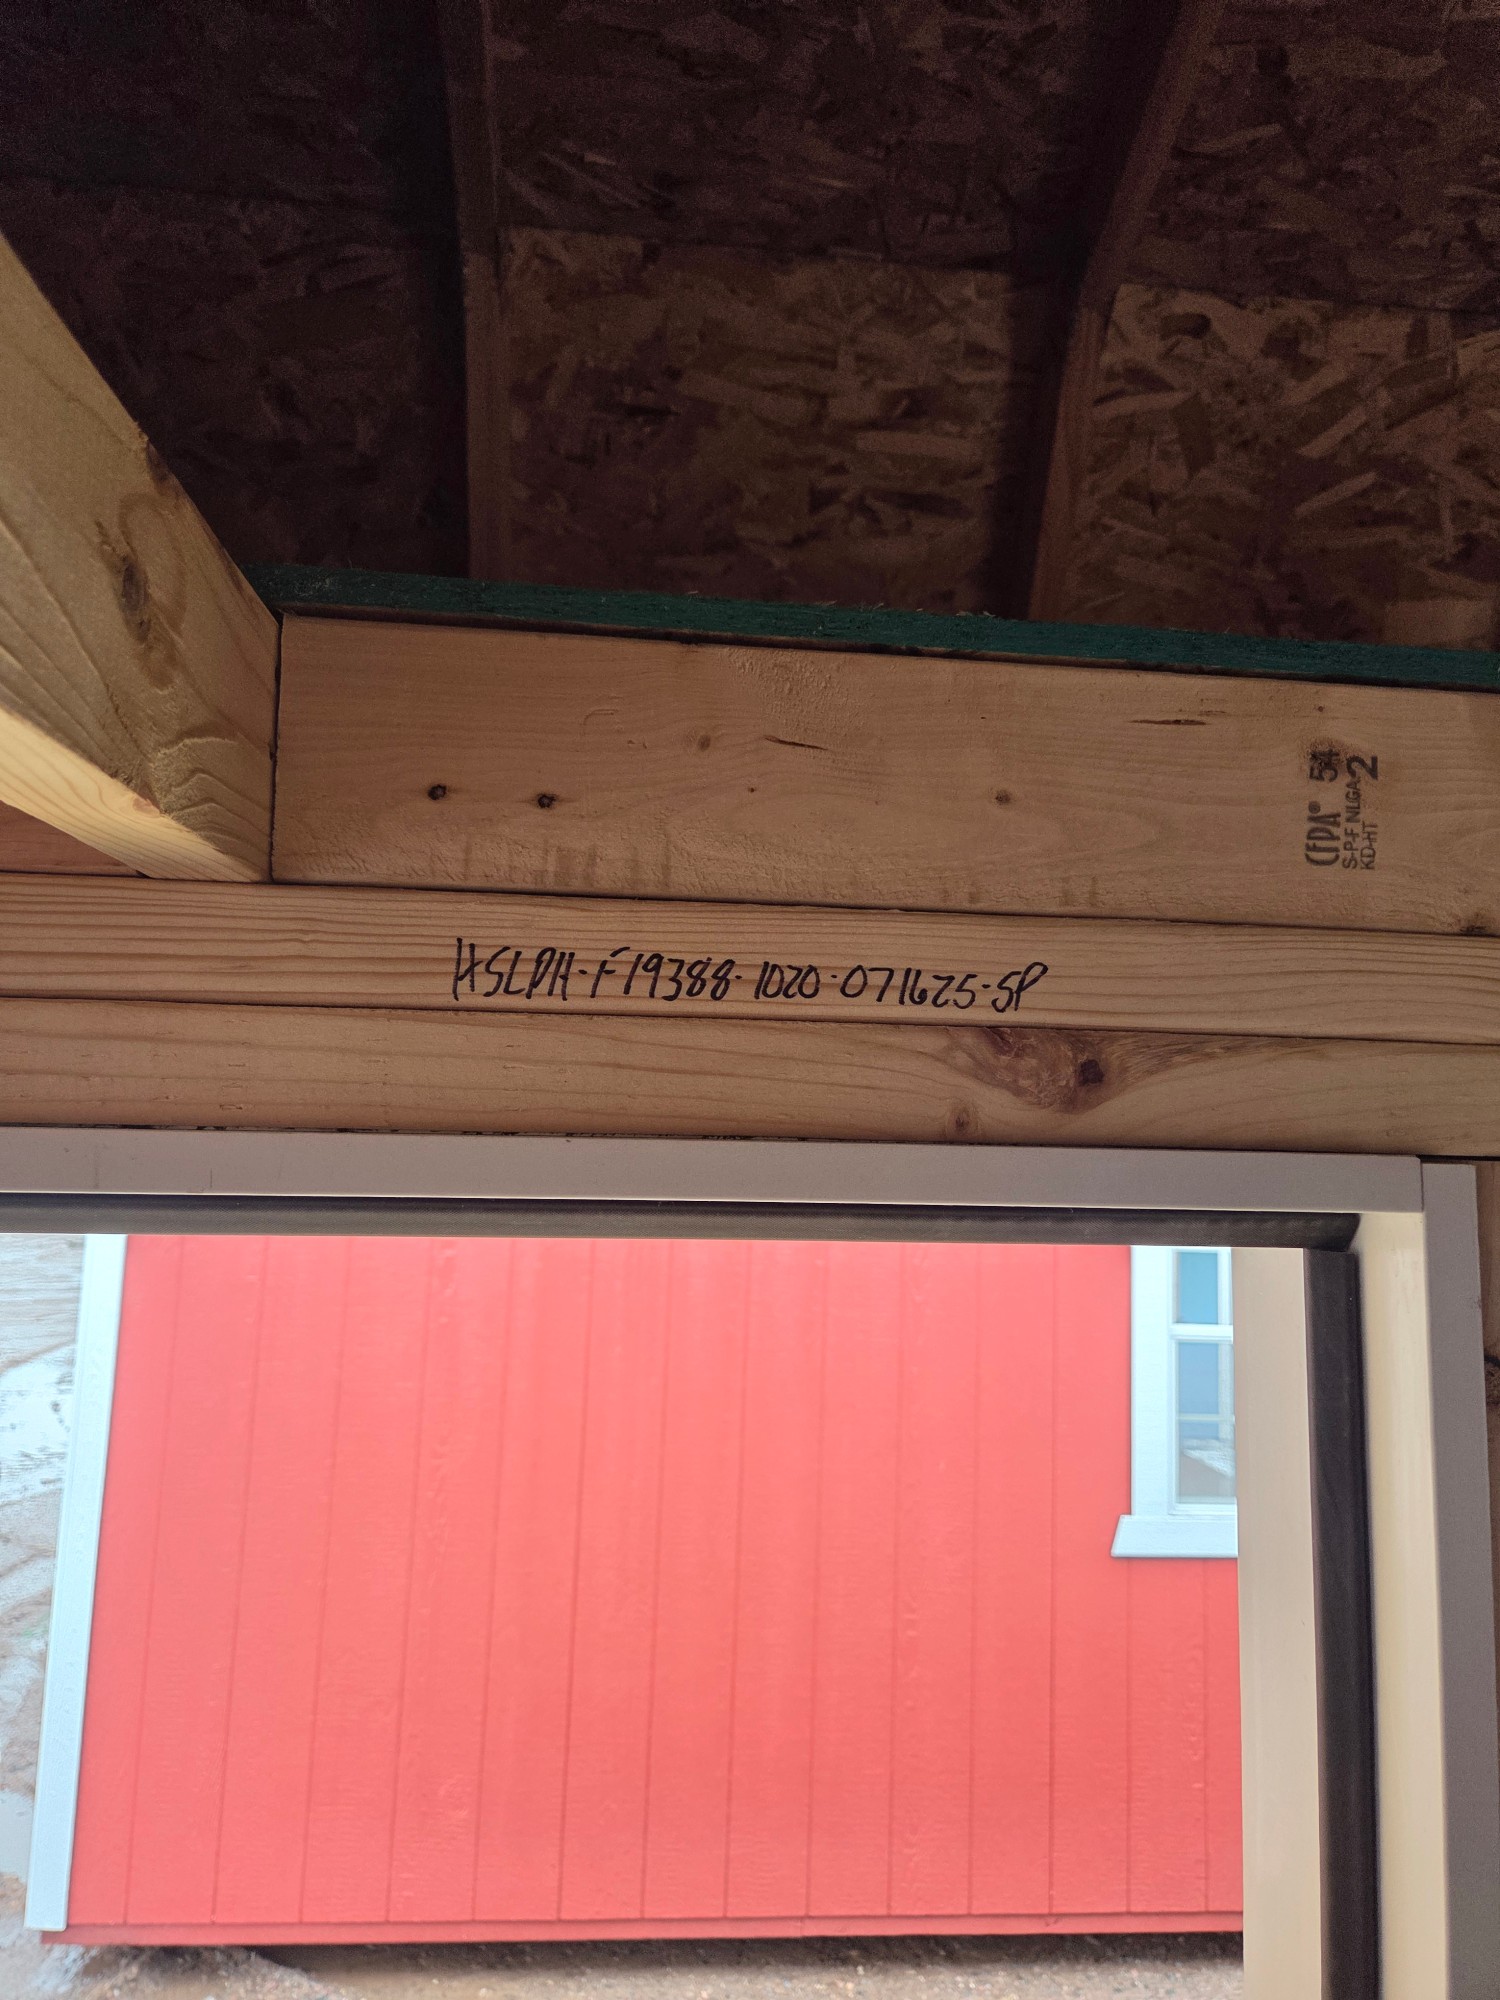 CFPA® 54
S-P-F NLGA 2
KD-HT
HSLPH-F19388-1020-071625-SP